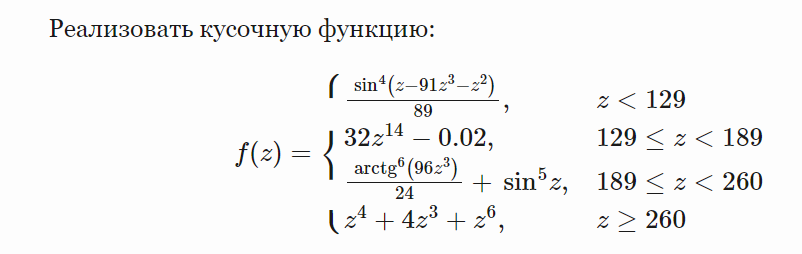 Реализовать кусочную функцию:
f(z) = { sin⁴(z−91z³−z²)/89, z < 129
32z¹⁴ − 0.02, 129 ≤ z < 189
arctg⁶(96z³)/24 + sin⁵z, 189 ≤ z < 260
z⁴ + 4z³ + z⁶, z ≥ 260